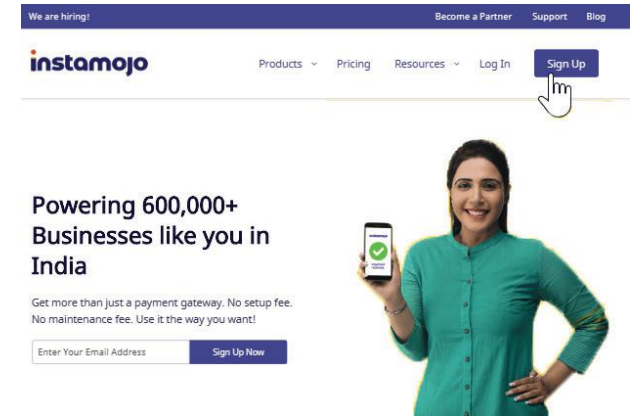 We are hiring!
Become a Partner Support Blog
instamojo
Products Pricing Resources Log In Sign Up
Powering 600,000+
Businesses like you in
India
Get more than just a payment gateway. No setup fee.
No maintenance fee. Use it the way you want!
Enter Your Email Address Sign Up Now
instamojo